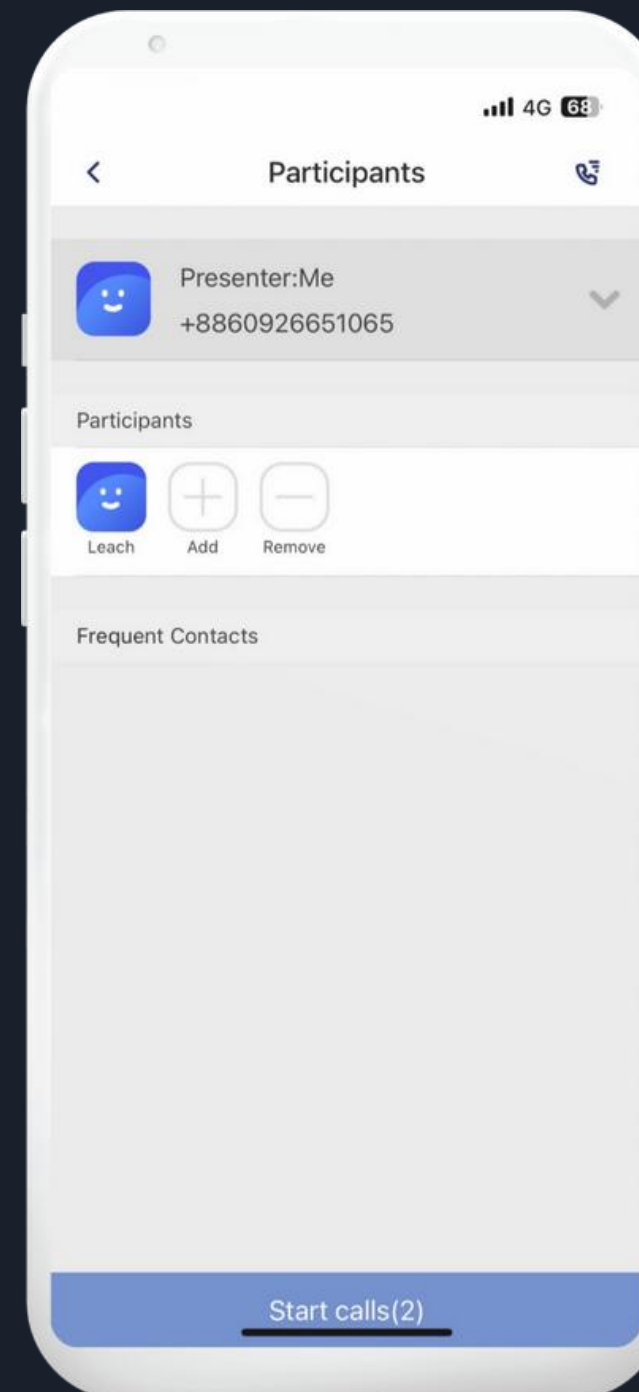 4G 68
Participants
Presenter:Me
+8860926651065
Participants
Leach Add Remove
Frequent Contacts
Start calls(2)